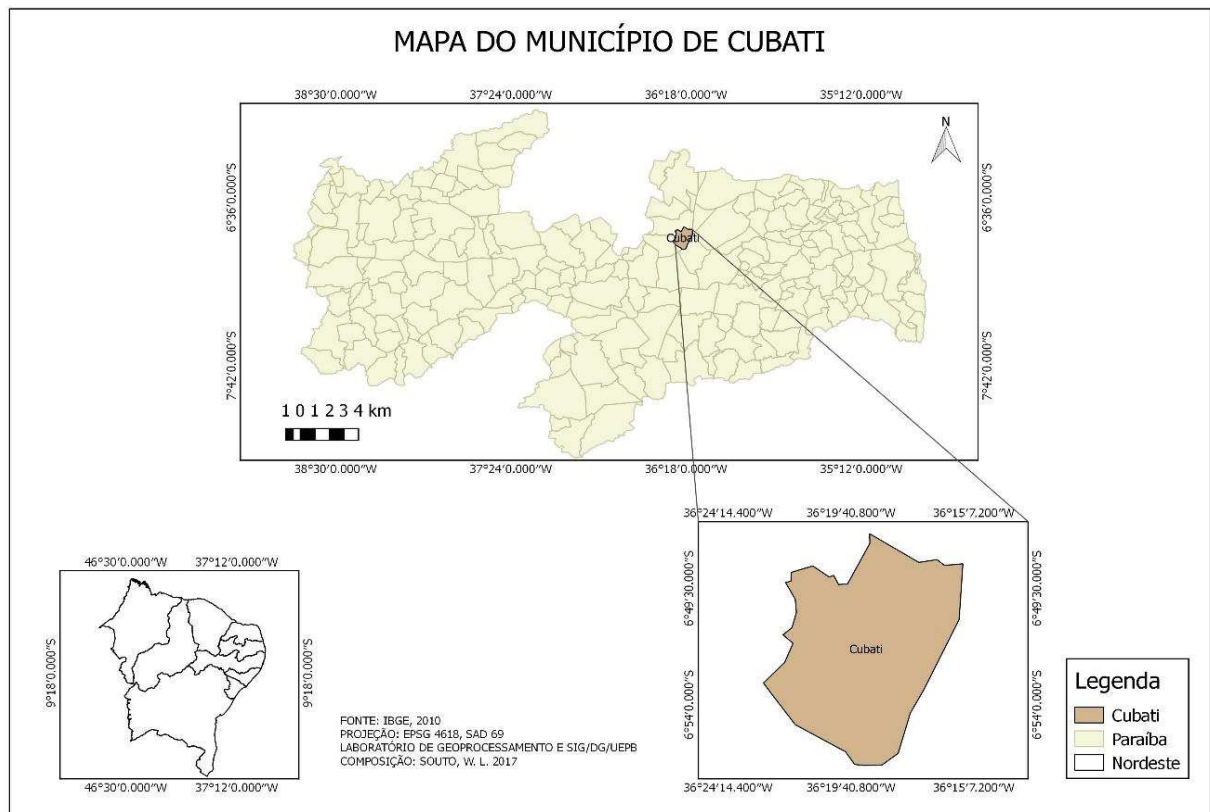 MAPA DO MUNICÍPIO DE CUBATI
38°30′0.000″W 37°24′0.000″W 36°18′0.000″W 35°12′0.000″W
N
6°36′0.000″S 6°36′0.000″S
Cubati
7°42′0.000″S 7°42′0.000″S
1 0 1 2 3 4 km
38°30′0.000″W 37°24′0.000″W 36°18′0.000″W 35°12′0.000″W
36°24′14.400″W 36°19′40.800″W 36°15′7.200″W
6°49′30.000″S 6°49′30.000″S
Cubati
6°54′0.000″S 6°54′0.000″S
36°24′14.400″W 36°19′40.800″W 36°15′7.200″W
46°30′0.000″W 37°12′0.000″W
9°18′0.000″S 9°18′0.000″S
46°30′0.000″W 37°12′0.000″W
FONTE: IBGE, 2010
PROJEÇÃO: EPSG 4618, SAD 69
LABORATÓRIO DE GEOPROCESSAMENTO E SIG/DG/UEPB
COMPOSIÇÃO: SOUTO, W. L. 2017
Legenda
Cubati
Paraíba
Nordeste